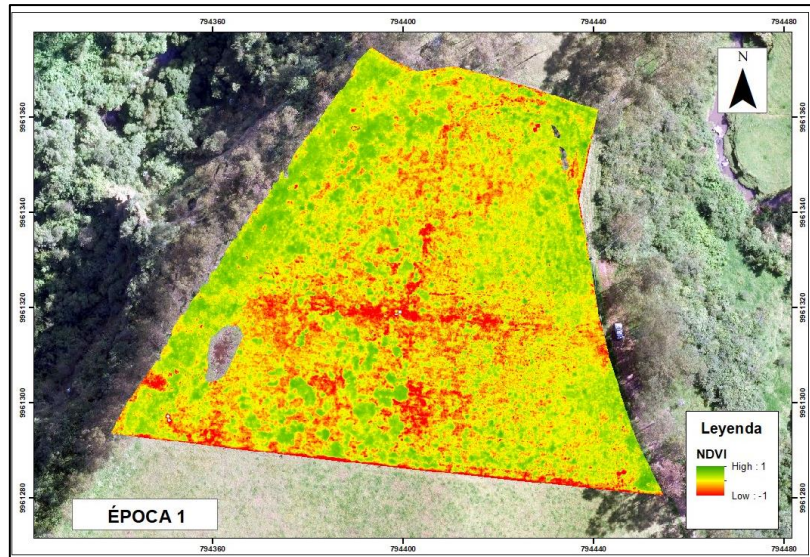 794360 794400 794440 794480
9961360 9961360
9961340 9961340
9961320 9961320
9961300 9961300
9961280 9961280
N
Leyenda
NDVI
High : 1
Low : -1
ÉPOCA 1
794360 794400 794440 794480